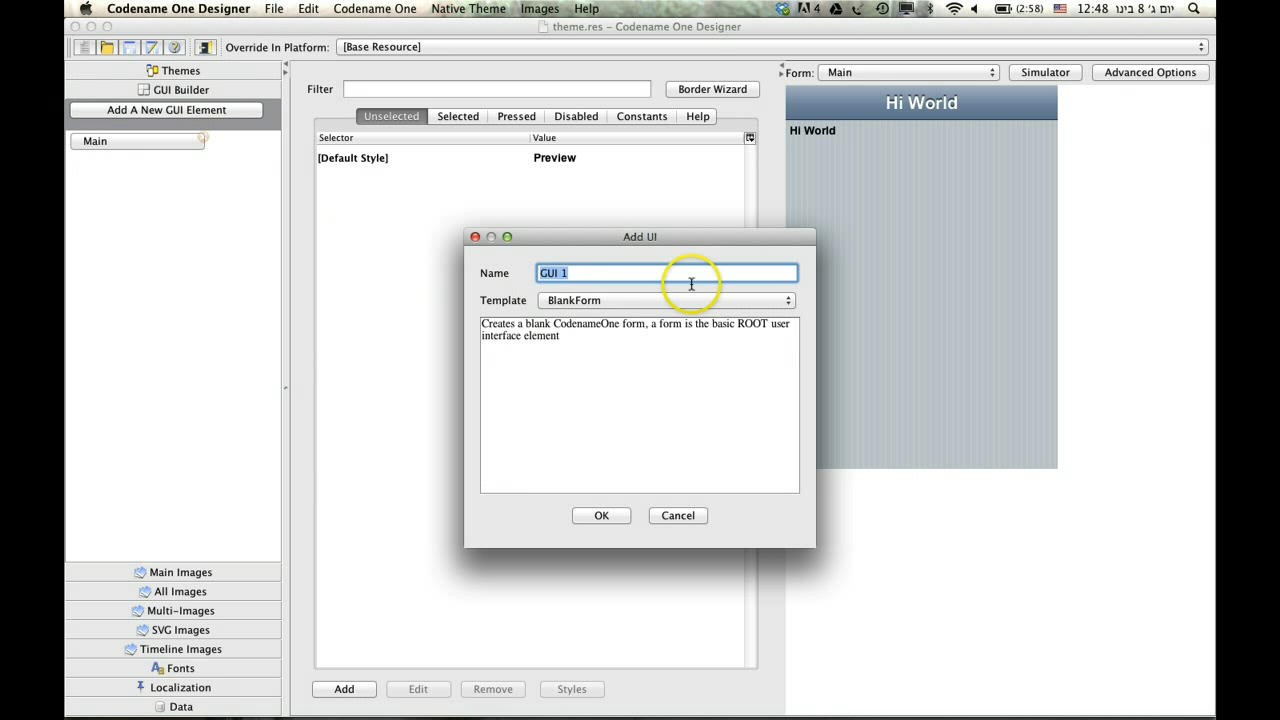 Codename One Designer File Edit Codename One Native Theme Images Help 4 (2:58) יום ג׳ 8 בינו 12:48
theme.res – Codename One Designer
Override In Platform: [Base Resource]
Themes
GUI Builder
Add A New GUI Element
Main
Filter
Border Wizard
Unselected Selected Pressed Disabled Constants Help
Selector Value
[Default Style] Preview
Form: Main Simulator Advanced Options
Hi World
Hi World
Add UI
Name GUI 1
Template BlankForm
Creates a blank CodenameOne form, a form is the basic ROOT user
interface element
OK Cancel
Main Images
All Images
Multi-Images
SVG Images
Timeline Images
Fonts
Localization
Data
Add Edit Remove Styles